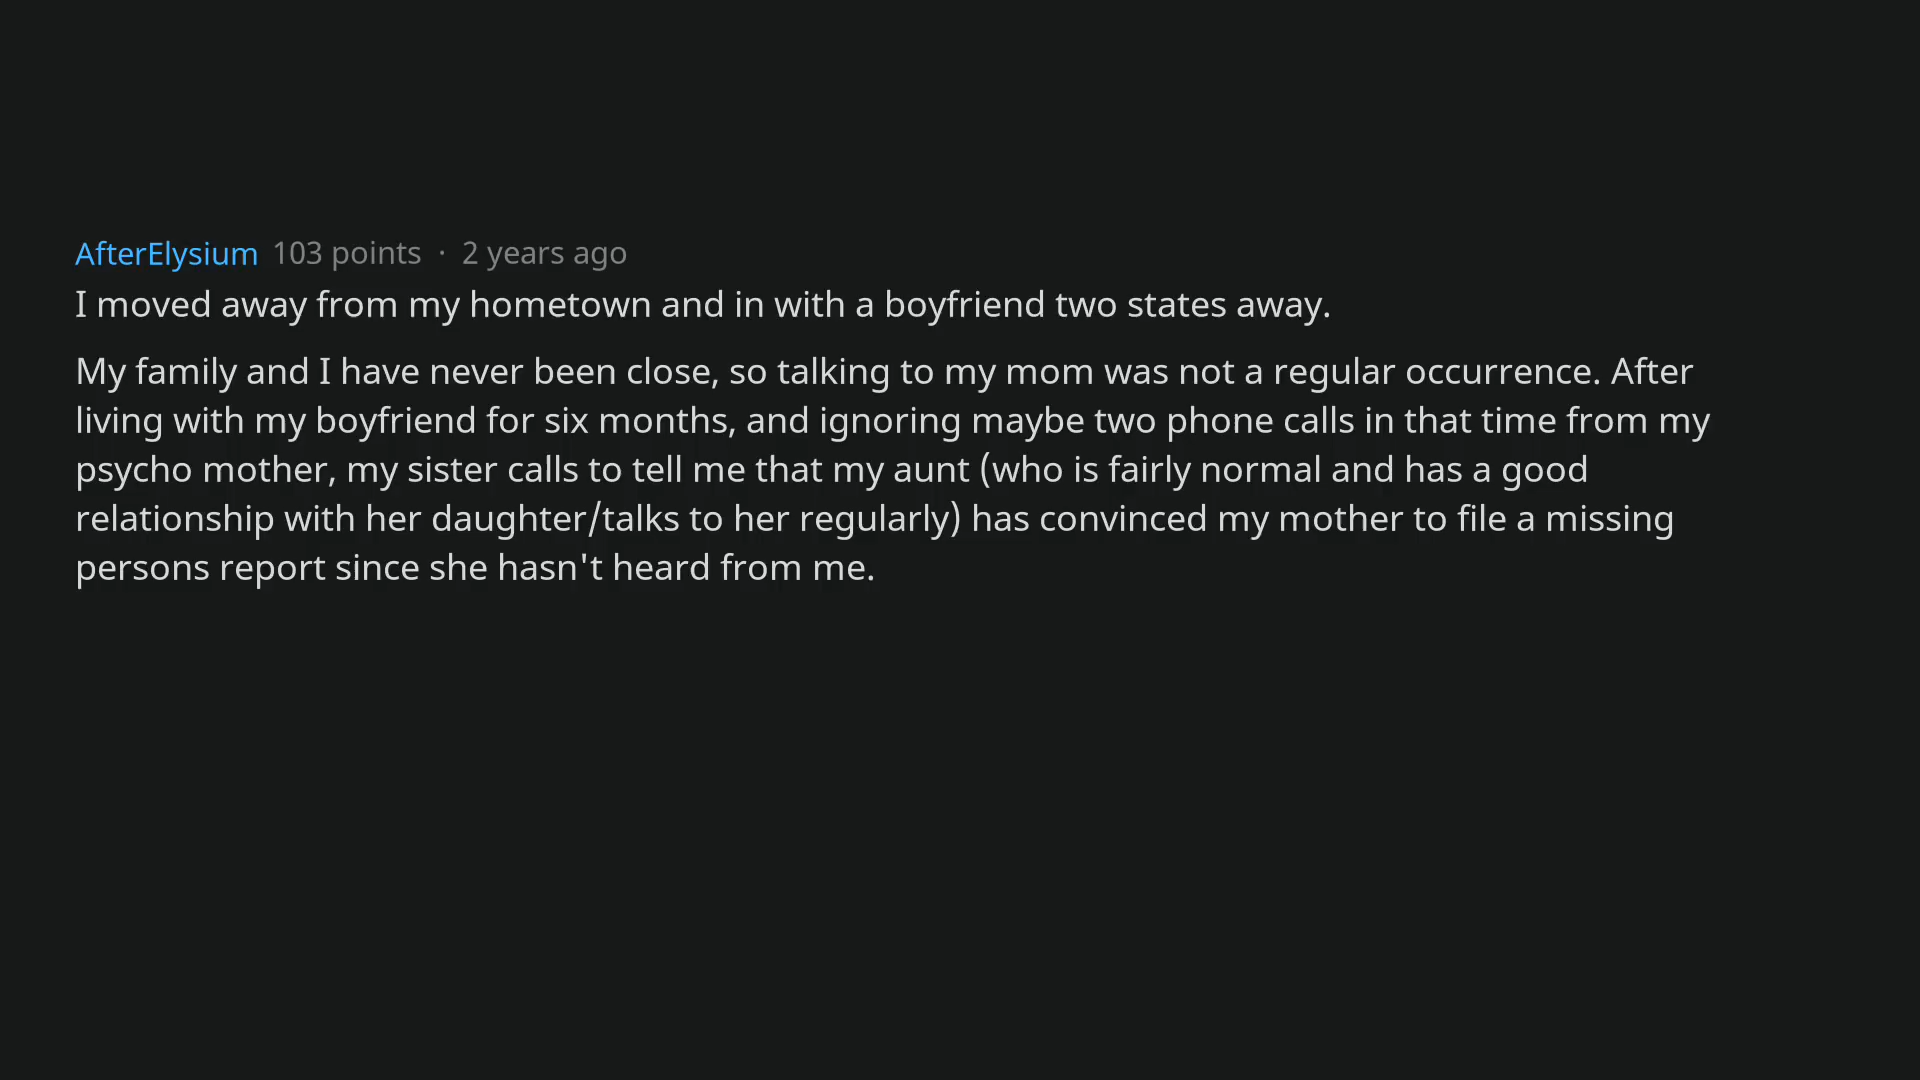 AfterElysium 103 points · 2 years ago
I moved away from my hometown and in with a boyfriend two states away.
My family and I have never been close, so talking to my mom was not a regular occurrence. After
living with my boyfriend for six months, and ignoring maybe two phone calls in that time from my
psycho mother, my sister calls to tell me that my aunt (who is fairly normal and has a good
relationship with her daughter/talks to her regularly) has convinced my mother to file a missing
persons report since she hasn't heard from me.